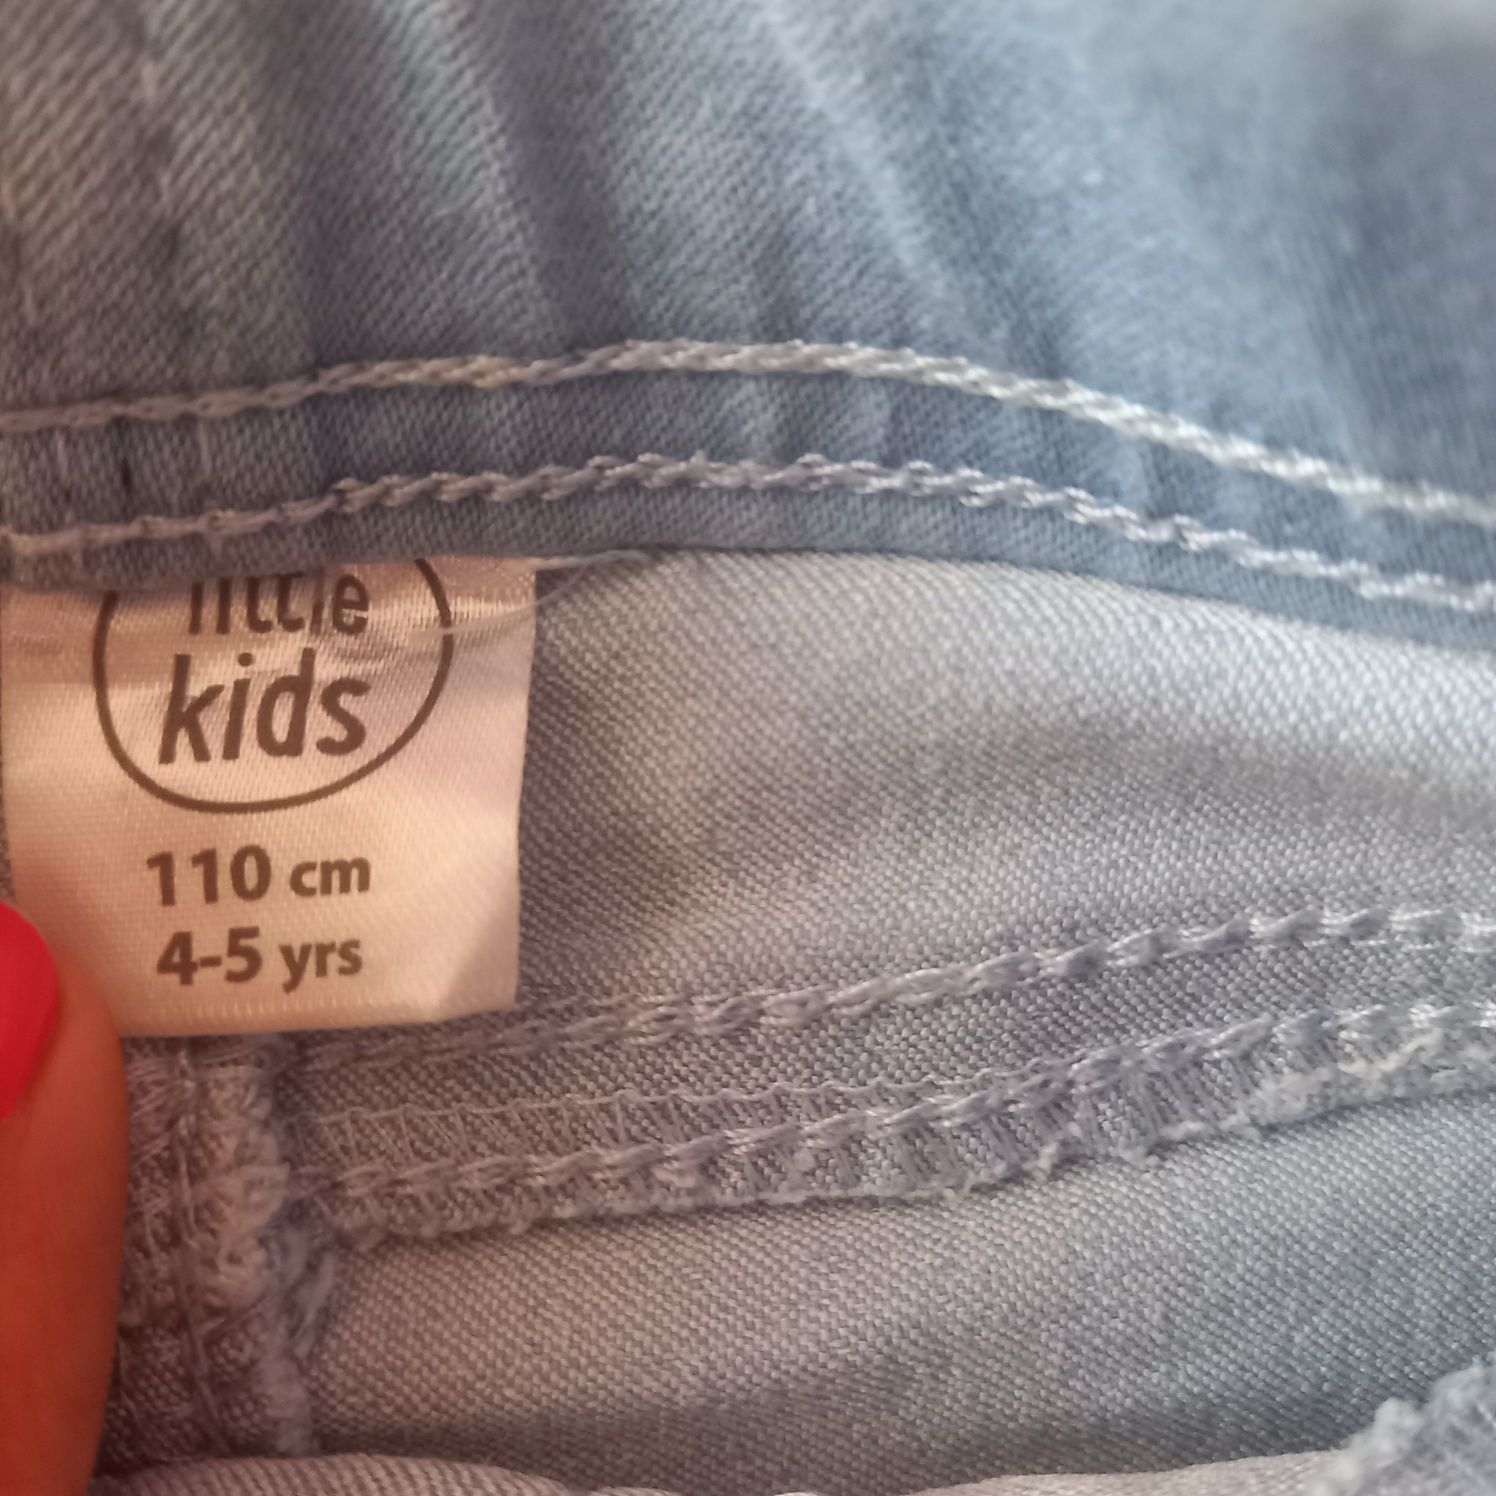 little
kids
110 cm
4-5 yrs